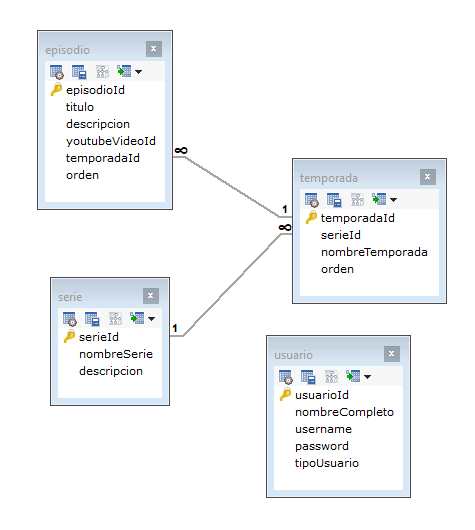 episodio
episodioId
titulo
descripcion
youtubeVideoId
temporadaId
orden
∞
1
∞
temporada
temporadaId
serieId
nombreTemporada
orden
serie
serieId
nombreSerie
descripcion
1
usuario
usuarioId
nombreCompleto
username
password
tipoUsuario